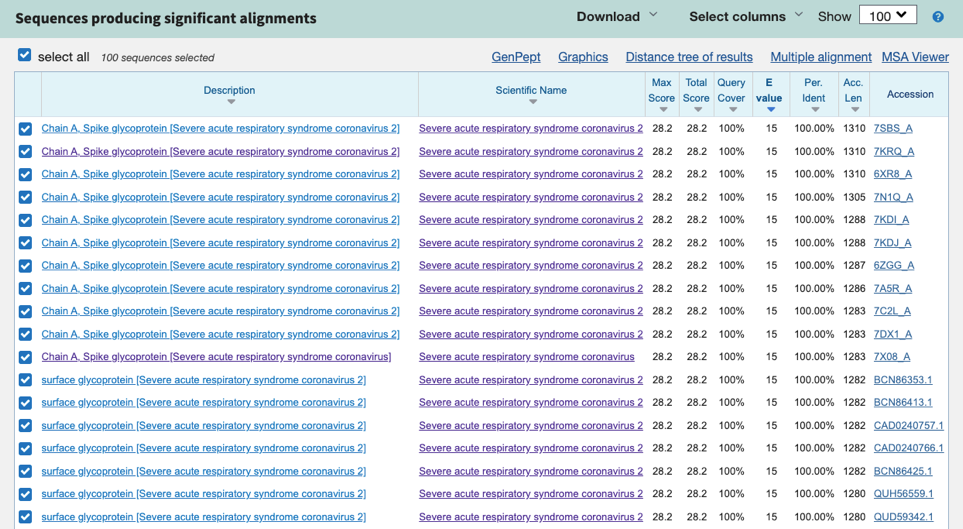 Sequences producing significant alignments Download Select columns Show 100 ?
select all 100 sequences selected GenPept Graphics Distance tree of results Multiple alignment MSA Viewer
Description Scientific Name Max Score Total Score Query Cover E value Per. Ident Acc. Len Accession
Chain A, Spike glycoprotein [Severe acute respiratory syndrome coronavirus 2] Severe acute respiratory syndrome coronavirus 2 28.2 28.2 100% 15 100.00% 1310 7SBS_A
Chain A, Spike glycoprotein [Severe acute respiratory syndrome coronavirus 2] Severe acute respiratory syndrome coronavirus 2 28.2 28.2 100% 15 100.00% 1310 7KRQ_A
Chain A, Spike glycoprotein [Severe acute respiratory syndrome coronavirus 2] Severe acute respiratory syndrome coronavirus 2 28.2 28.2 100% 15 100.00% 1310 6XR8_A
Chain A, Spike glycoprotein [Severe acute respiratory syndrome coronavirus 2] Severe acute respiratory syndrome coronavirus 2 28.2 28.2 100% 15 100.00% 1305 7N1Q_A
Chain A, Spike glycoprotein [Severe acute respiratory syndrome coronavirus 2] Severe acute respiratory syndrome coronavirus 2 28.2 28.2 100% 15 100.00% 1288 7KDI_A
Chain A, Spike glycoprotein [Severe acute respiratory syndrome coronavirus 2] Severe acute respiratory syndrome coronavirus 2 28.2 28.2 100% 15 100.00% 1288 7KDJ_A
Chain A, Spike glycoprotein [Severe acute respiratory syndrome coronavirus 2] Severe acute respiratory syndrome coronavirus 2 28.2 28.2 100% 15 100.00% 1287 6ZGG_A
Chain A, Spike glycoprotein [Severe acute respiratory syndrome coronavirus 2] Severe acute respiratory syndrome coronavirus 2 28.2 28.2 100% 15 100.00% 1286 7A5R_A
Chain A, Spike glycoprotein [Severe acute respiratory syndrome coronavirus 2] Severe acute respiratory syndrome coronavirus 2 28.2 28.2 100% 15 100.00% 1283 7C2L_A
Chain A, Spike glycoprotein [Severe acute respiratory syndrome coronavirus 2] Severe acute respiratory syndrome coronavirus 2 28.2 28.2 100% 15 100.00% 1283 7DX1_A
Chain A, Spike glycoprotein [Severe acute respiratory syndrome coronavirus] Severe acute respiratory syndrome coronavirus 28.2 28.2 100% 15 100.00% 1283 7X08_A
surface glycoprotein [Severe acute respiratory syndrome coronavirus 2] Severe acute respiratory syndrome coronavirus 2 28.2 28.2 100% 15 100.00% 1282 BCN86353.1
surface glycoprotein [Severe acute respiratory syndrome coronavirus 2] Severe acute respiratory syndrome coronavirus 2 28.2 28.2 100% 15 100.00% 1282 BCN86413.1
surface glycoprotein [Severe acute respiratory syndrome coronavirus 2] Severe acute respiratory syndrome coronavirus 2 28.2 28.2 100% 15 100.00% 1282 CAD0240757.1
surface glycoprotein [Severe acute respiratory syndrome coronavirus 2] Severe acute respiratory syndrome coronavirus 2 28.2 28.2 100% 15 100.00% 1282 CAD0240766.1
surface glycoprotein [Severe acute respiratory syndrome coronavirus 2] Severe acute respiratory syndrome coronavirus 2 28.2 28.2 100% 15 100.00% 1282 BCN86425.1
surface glycoprotein [Severe acute respiratory syndrome coronavirus 2] Severe acute respiratory syndrome coronavirus 2 28.2 28.2 100% 15 100.00% 1280 QUH56559.1
surface glycoprotein [Severe acute respiratory syndrome coronavirus 2] Severe acute respiratory syndrome coronavirus 2 28.2 28.2 100% 15 100.00% 1280 QUD59342.1